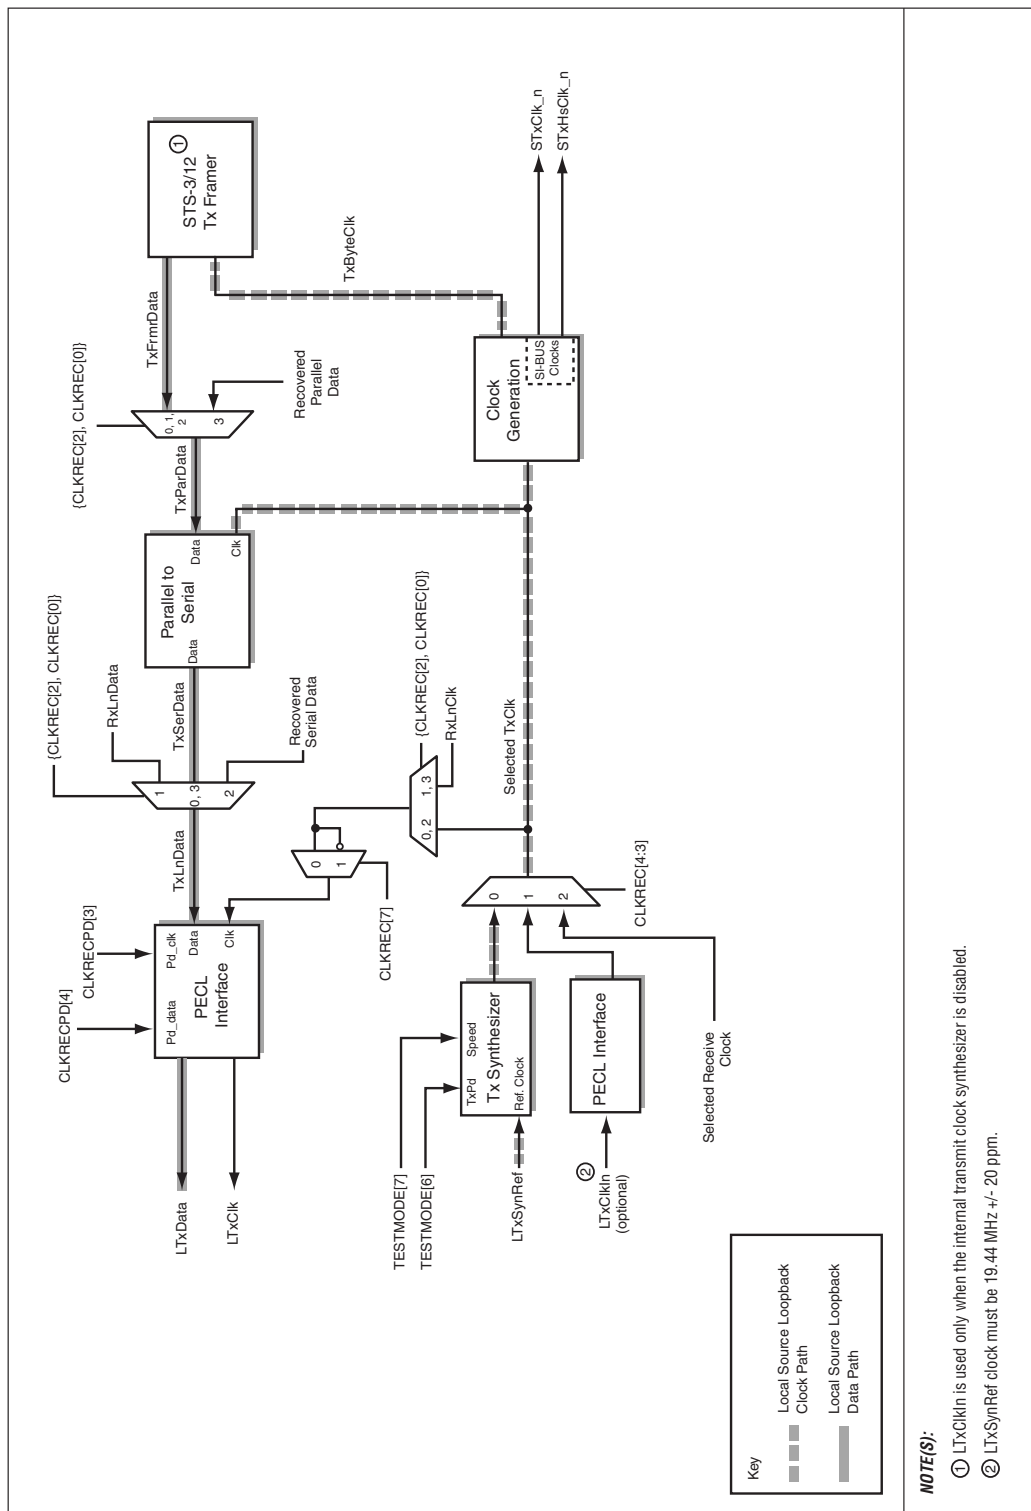 STS-3/12
Tx Framer
①
TxFrmrData
TxByteClk
STxClk_n
STxHsClk_n
{CLKREC[2], CLKREC[0]}
0, 1,
2
3
Recovered
Parallel
Data
TxParData
Clock
Generation
SI-BUS
Clocks
Parallel to
Serial
Data
Clk
Data
{CLKREC[2], CLKREC[0]}
RxLnData
TxSerData
Recovered
Serial Data
1
0, 3
2
{CLKREC[2], CLKREC[0]}
RxLnClk
0, 2
1, 3
Selected TxClk
TxLnData
0
1
CLKREC[7]
CLKRECPD[4]
CLKRECPD[3]
Pd_data
Pd_clk
PECL
Interface
Data
Clk
LTxData
LTxClk
0
1
2
CLKREC[4:3]
TESTMODE[7]
TESTMODE[6]
TxPd
Speed
Tx Synthesizer
Ref. Clock
LTxSynRef
PECL Interface
②
LTxClkIn
(optional)
Selected Receive
Clock
Key
Local Source Loopback
Clock Path
Local Source Loopback
Data Path
NOTE(S):
① LTxClkIn is used only when the internal transmit clock synthesizer is disabled.
② LTxSynRef clock must be 19.44 MHz +/- 20 ppm.